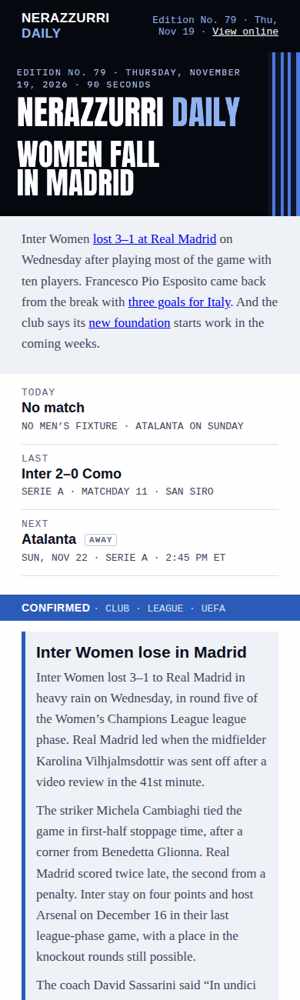 NERAZZURRI
DAILY
Edition No. 79 · Thu,
Nov 19 · View online
EDITION NO. 79 · THURSDAY, NOVEMBER
19, 2026 · 90 SECONDS
NERAZZURRI DAILY
WOMEN FALL
IN MADRID
Inter Women lost 3–1 at Real Madrid on
Wednesday after playing most of the game with
ten players. Francesco Pio Esposito came back
from the break with three goals for Italy. And the
club says its new foundation starts work in the
coming weeks.
TODAY
No match
NO MEN’S FIXTURE · ATALANTA ON SUNDAY
LAST
Inter 2–0 Como
SERIE A · MATCHDAY 11 · SAN SIRO
NEXT
Atalanta AWAY
SUN, NOV 22 · SERIE A · 2:45 PM ET
CONFIRMED · CLUB · LEAGUE · UEFA
Inter Women lose in Madrid
Inter Women lost 3–1 to Real Madrid in
heavy rain on Wednesday, in round five of
the Women’s Champions League league
phase. Real Madrid led when the midfielder
Karolina Vilhjalmsdottir was sent off after a
video review in the 41st minute.
The striker Michela Cambiaghi tied the
game in first-half stoppage time, after a
corner from Benedetta Glionna. Real
Madrid scored twice late, the second from a
penalty. Inter stay on four points and host
Arsenal on December 16 in their last
league-phase game, with a place in the
knockout rounds still possible.
The coach David Sassarini said “In undici